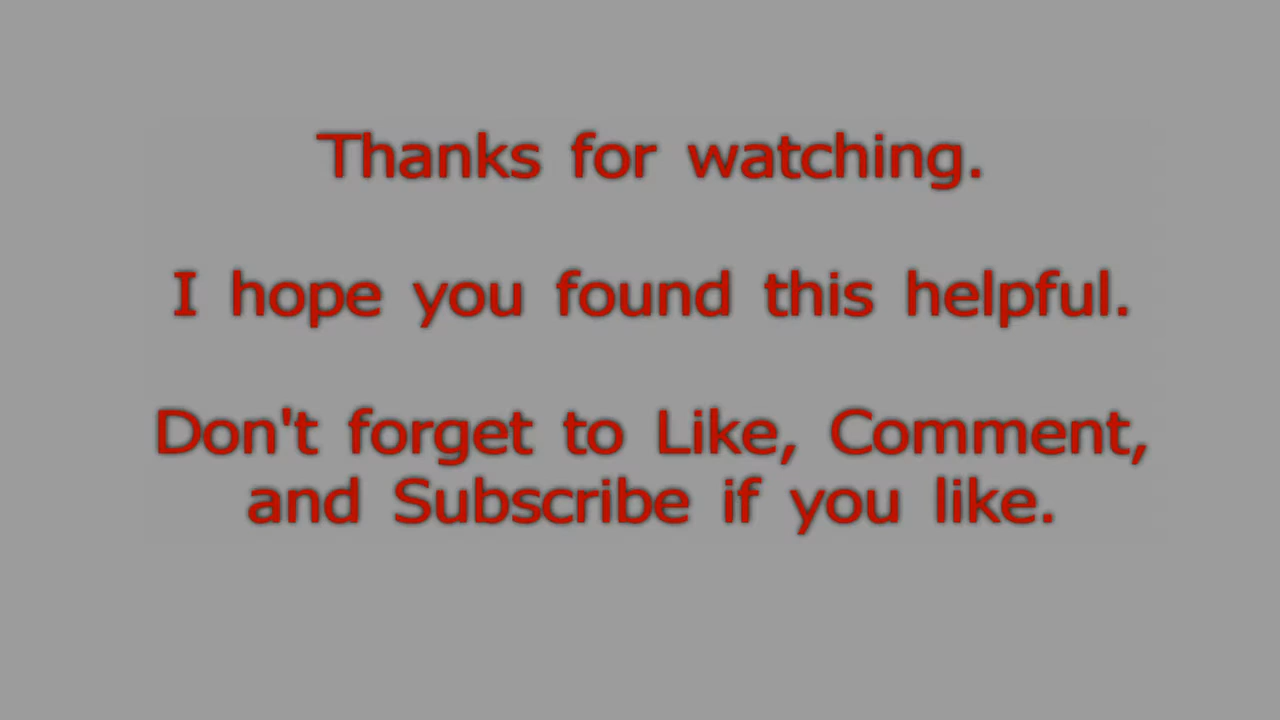 Thanks for watching.
I hope you found this helpful.
Don't forget to Like, Comment,
and Subscribe if you like.